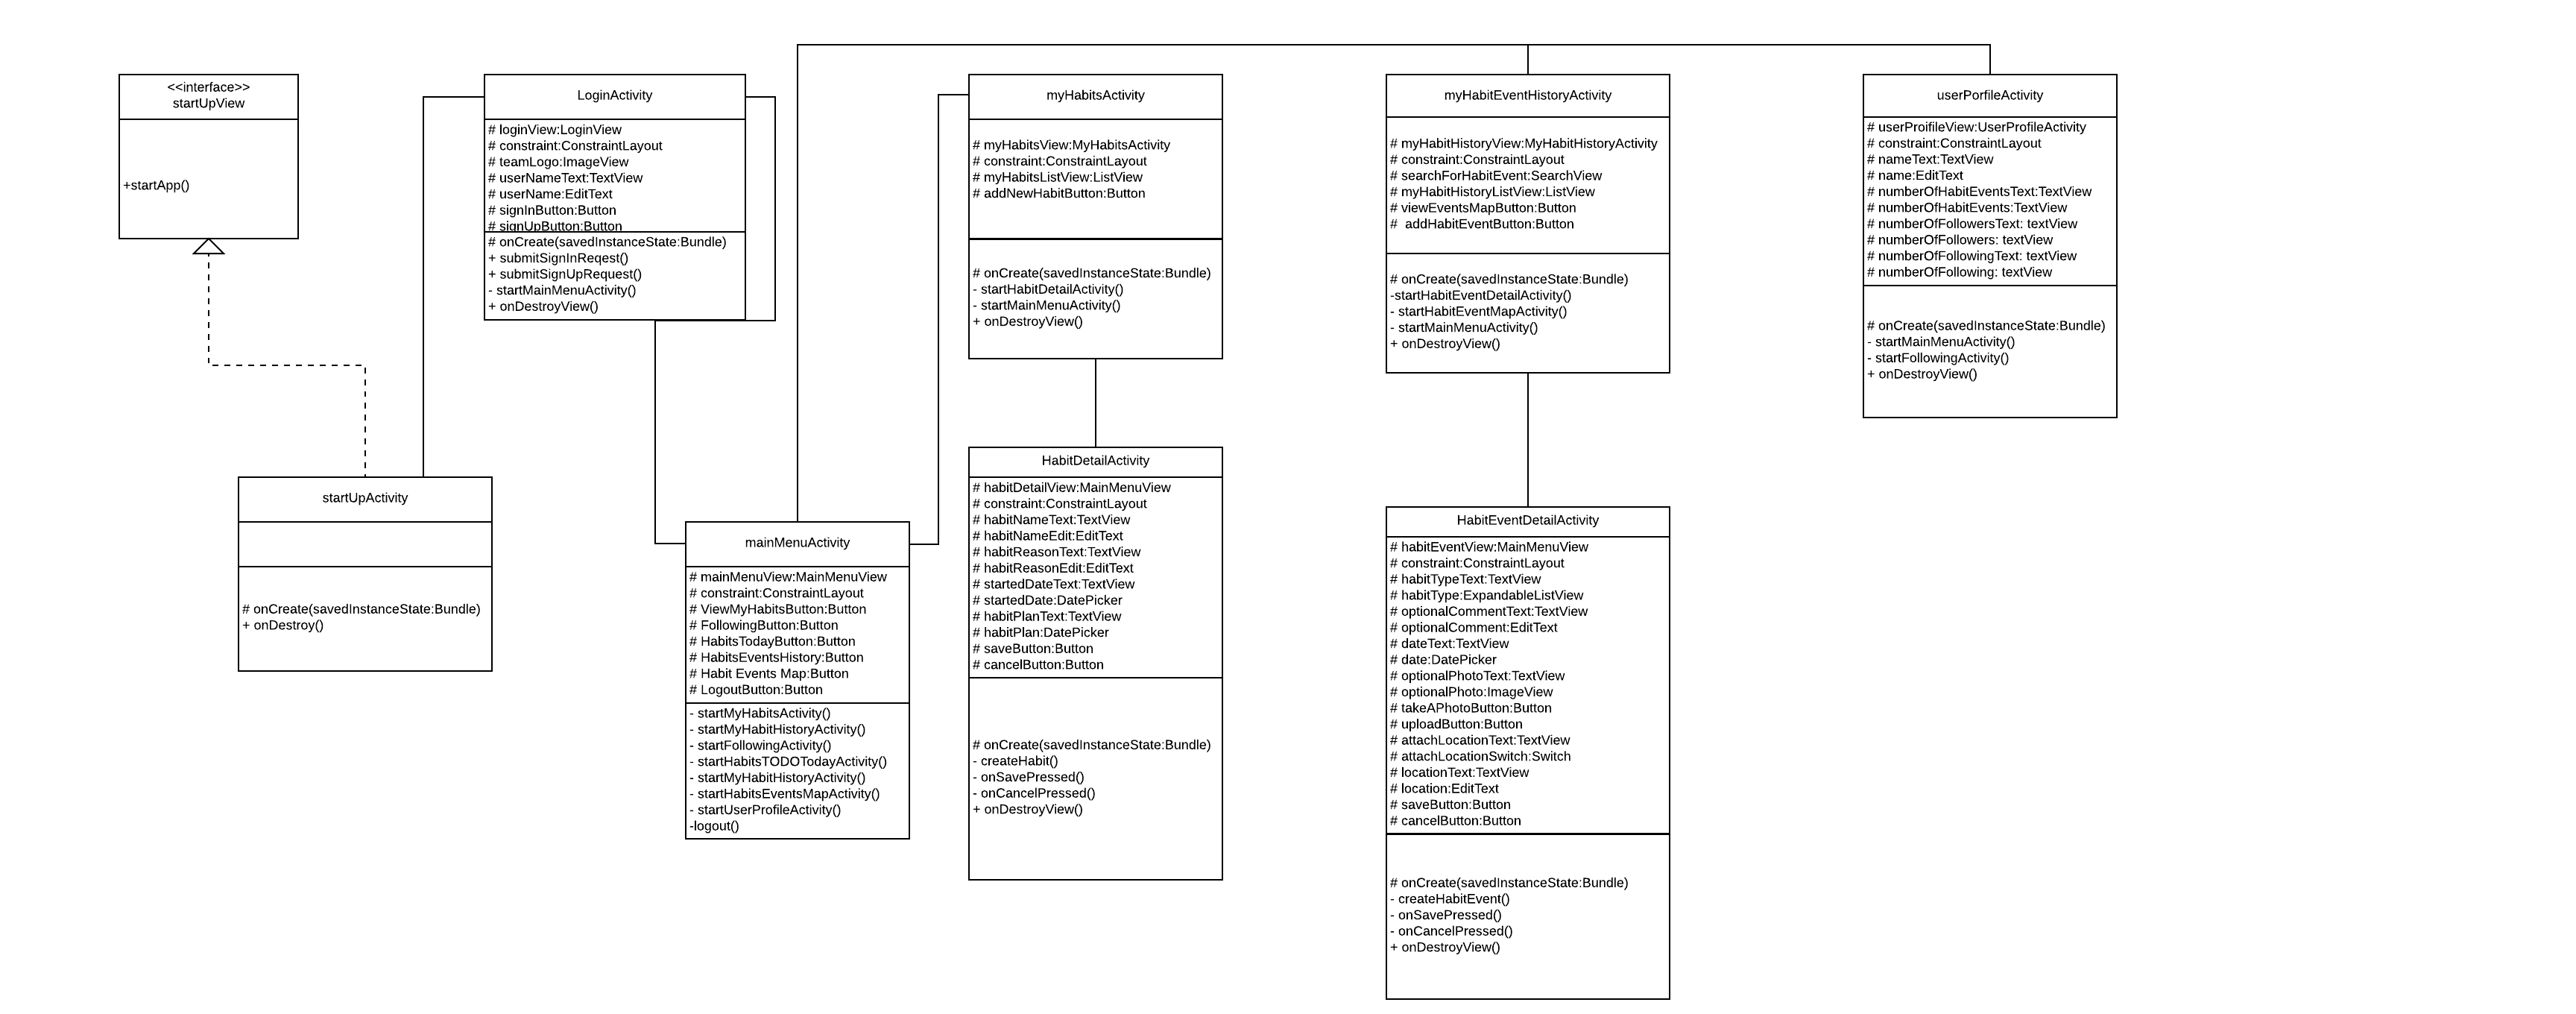 <<interface>>
startUpView
+startApp()
LoginActivity
# loginView:LoginView
# constraint:ConstraintLayout
# teamLogo:ImageView
# userNameText:TextView
# userName:EditText
# signInButton:Button
# signUpButton:Button
# onCreate(savedInstanceState:Bundle)
+ submitSignInReqest()
+ submitSignUpRequest()
- startMainMenuActivity()
+ onDestroyView()
myHabitsActivity
# myHabitsView:MyHabitsActivity
# constraint:ConstraintLayout
# myHabitsListView:ListView
# addNewHabitButton:Button
# onCreate(savedInstanceState:Bundle)
- startHabitDetailActivity()
- startMainMenuActivity()
+ onDestroyView()
myHabitEventHistoryActivity
# myHabitHistoryView:MyHabitHistoryActivity
# constraint:ConstraintLayout
# searchForHabitEvent:SearchView
# myHabitHistoryListView:ListView
# viewEventsMapButton:Button
#  addHabitEventButton:Button
# onCreate(savedInstanceState:Bundle)
-startHabitEventDetailActivity()
- startHabitEventMapActivity()
- startMainMenuActivity()
+ onDestroyView()
userPorfileActivity
# userProifileView:UserProfileActivity
# constraint:ConstraintLayout
# nameText:TextView
# name:EditText
# numberOfHabitEventsText:TextView
# numberOfHabitEvents:TextView
# numberOfFollowersText: textView
# numberOfFollowers: textView
# numberOfFollowingText: textView
# numberOfFollowing: textView
# onCreate(savedInstanceState:Bundle)
- startMainMenuActivity()
- startFollowingActivity()
+ onDestroyView()
startUpActivity
# onCreate(savedInstanceState:Bundle)
+ onDestroy()
mainMenuActivity
# mainMenuView:MainMenuView
# constraint:ConstraintLayout
# ViewMyHabitsButton:Button
# FollowingButton:Button
# HabitsTodayButton:Button
# HabitsEventsHistory:Button
# Habit Events Map:Button
# LogoutButton:Button
- startMyHabitsActivity()
- startMyHabitHistoryActivity()
- startFollowingActivity()
- startHabitsTODOTodayActivity()
- startMyHabitHistoryActivity()
- startHabitsEventsMapActivity()
- startUserProfileActivity()
-logout()
HabitDetailActivity
# habitDetailView:MainMenuView
# constraint:ConstraintLayout
# habitNameText:TextView
# habitNameEdit:EditText
# habitReasonText:TextView
# habitReasonEdit:EditText
# startedDateText:TextView
# startedDate:DatePicker
# habitPlanText:TextView
# habitPlan:DatePicker
# saveButton:Button
# cancelButton:Button
# onCreate(savedInstanceState:Bundle)
- createHabit()
- onSavePressed()
- onCancelPressed()
+ onDestroyView()
HabitEventDetailActivity
# habitEventView:MainMenuView
# constraint:ConstraintLayout
# habitTypeText:TextView
# habitType:ExpandableListView
# optionalCommentText:TextView
# optionalComment:EditText
# dateText:TextView
# date:DatePicker
# optionalPhotoText:TextView
# optionalPhoto:ImageView
# takeAPhotoButton:Button
# uploadButton:Button
# attachLocationText:TextView
# attachLocationSwitch:Switch
# locationText:TextView
# location:EditText
# saveButton:Button
# cancelButton:Button
# onCreate(savedInstanceState:Bundle)
- createHabitEvent()
- onSavePressed()
- onCancelPressed()
+ onDestroyView()